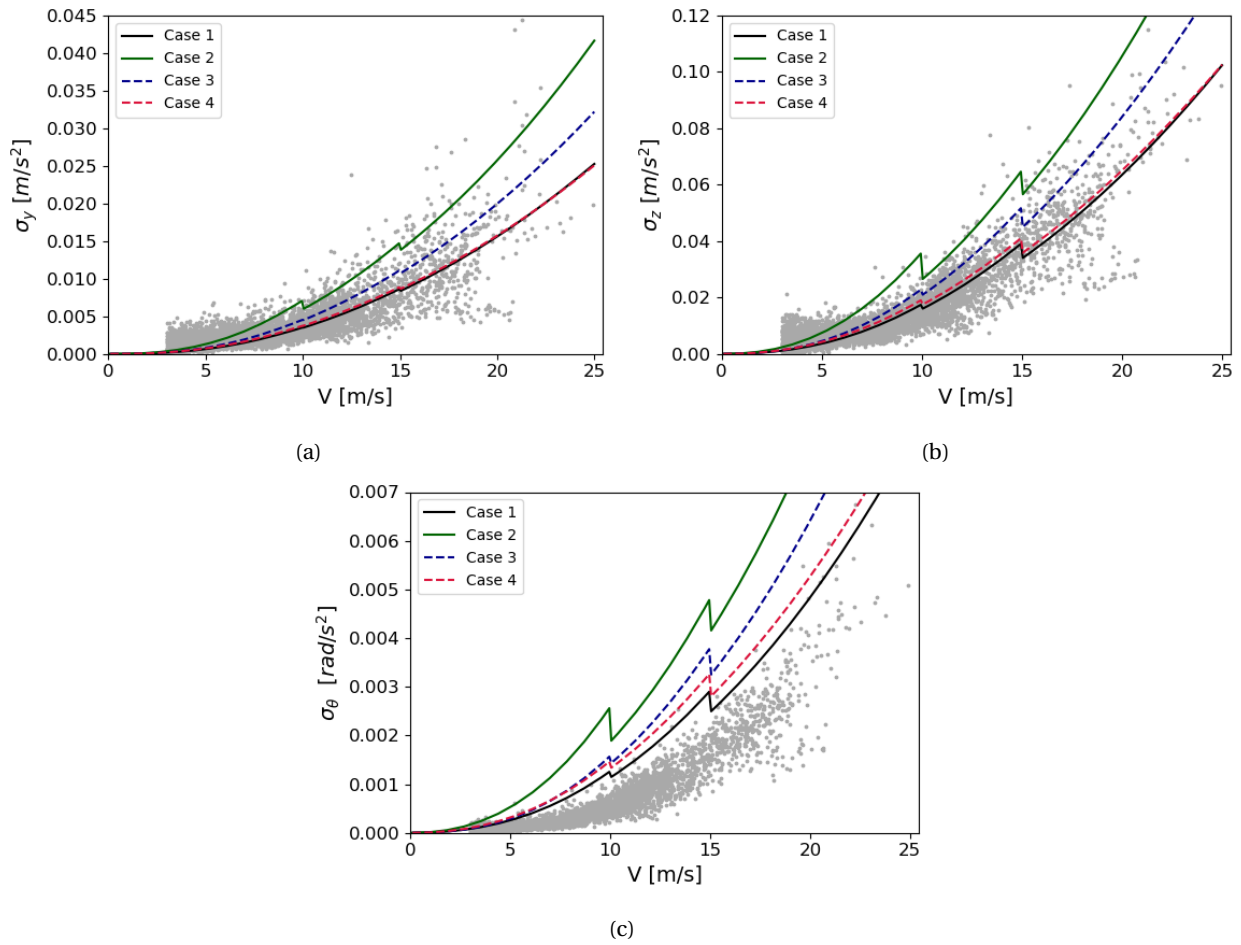 0.045
0.040
0.035
0.030
0.025
0.020
0.015
0.010
0.005
0.000
σy [m/s²]
Case 1
Case 2
Case 3
Case 4
0 5 10 15 20 25
V [m/s]
(a)
0.12
0.10
0.08
0.06
0.04
0.02
0.00
σz [m/s²]
Case 1
Case 2
Case 3
Case 4
0 5 10 15 20 25
V [m/s]
(b)
0.007
0.006
0.005
0.004
0.003
0.002
0.001
0.000
σθ [rad/s²]
Case 1
Case 2
Case 3
Case 4
0 5 10 15 20 25
V [m/s]
(c)